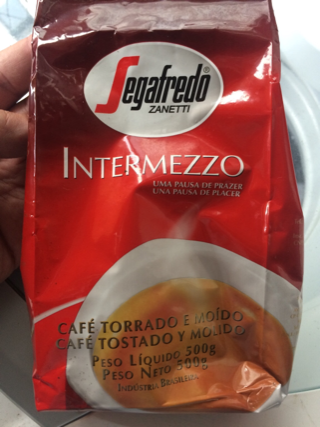 Segafredo®
ZANETTI
INTERMEZZO
UMA PAUSA DE PRAZER
UNA PAUSA DE PLACER
CAFÉ TORRADO E MOÍDO
CAFÉ TOSTADO Y MOLIDO
PESO LÍQUIDO 500g
PESO NETO 500g
INDÚSTRIA BRASILEIRA